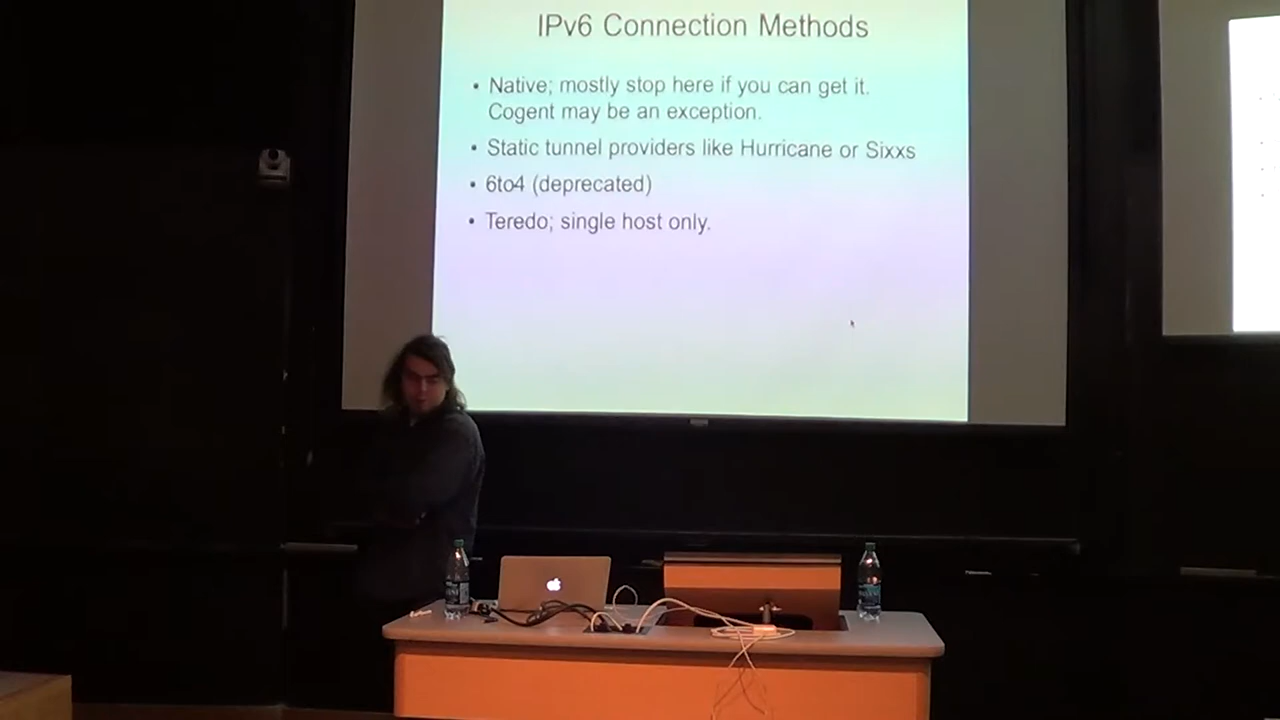 IPv6 Connection Methods
• Native; mostly stop here if you can get it.
Cogent may be an exception.
• Static tunnel providers like Hurricane or Sixxs
• 6to4 (deprecated)
• Teredo; single host only.